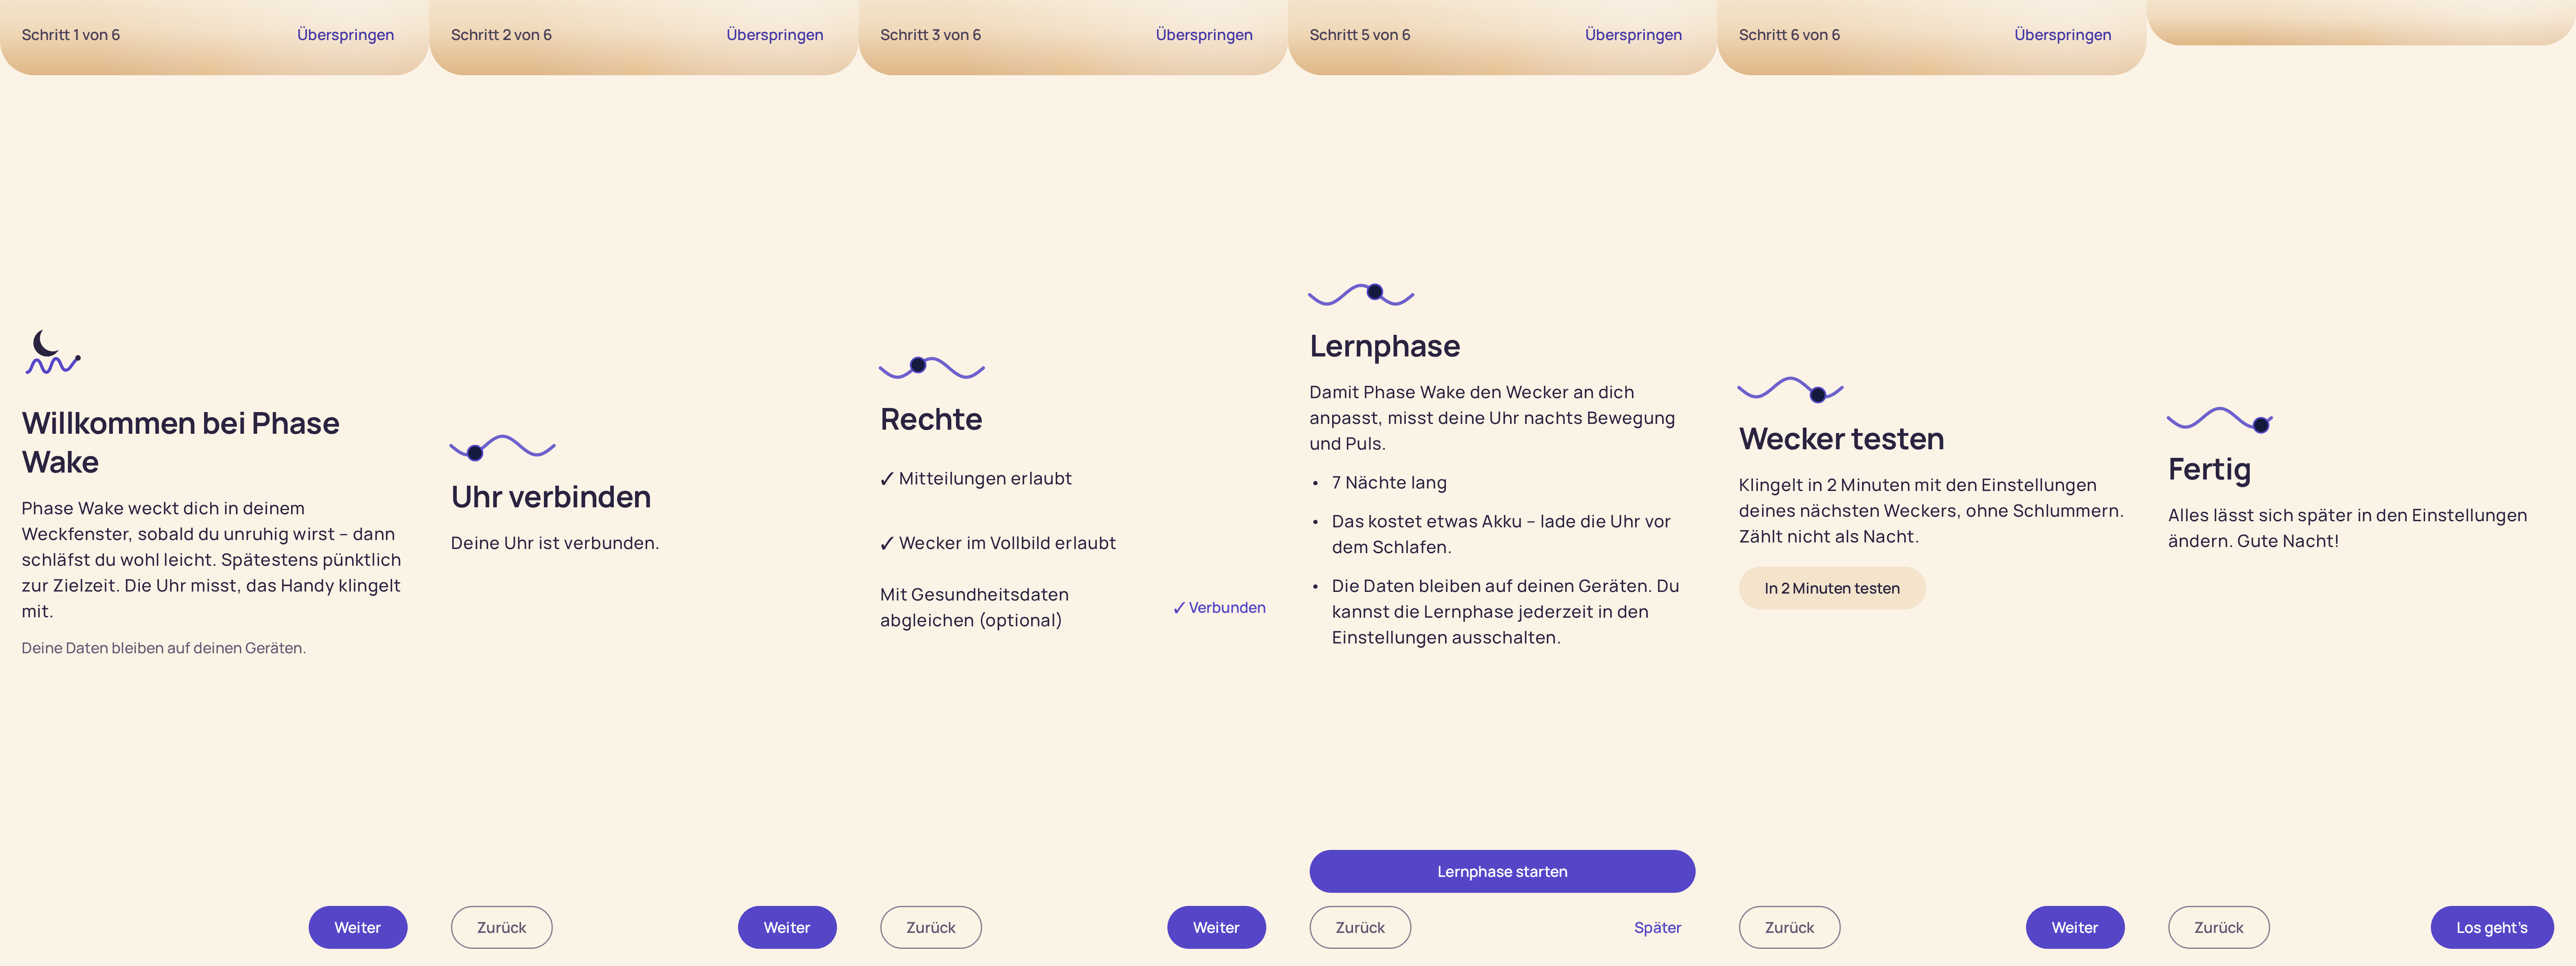 Schritt 1 von 6
Überspringen
Willkommen bei Phase
Wake
Phase Wake weckt dich in deinem
Weckfenster, sobald du unruhig wirst – dann
schläfst du wohl leicht. Spätestens pünktlich
zur Zielzeit. Die Uhr misst, das Handy klingelt
mit.
Deine Daten bleiben auf deinen Geräten.
Weiter
Schritt 2 von 6
Überspringen
Uhr verbinden
Deine Uhr ist verbunden.
Zurück
Weiter
Schritt 3 von 6
Überspringen
Rechte
✓ Mitteilungen erlaubt
✓ Wecker im Vollbild erlaubt
Mit Gesundheitsdaten
abgleichen (optional)
✓ Verbunden
Zurück
Weiter
Schritt 5 von 6
Überspringen
Lernphase
Damit Phase Wake den Wecker an dich
anpasst, misst deine Uhr nachts Bewegung
und Puls.
• 7 Nächte lang
• Das kostet etwas Akku – lade die Uhr vor
dem Schlafen.
• Die Daten bleiben auf deinen Geräten. Du
kannst die Lernphase jederzeit in den
Einstellungen ausschalten.
Lernphase starten
Zurück
Später
Schritt 6 von 6
Überspringen
Wecker testen
Klingelt in 2 Minuten mit den Einstellungen
deines nächsten Weckers, ohne Schlummern.
Zählt nicht als Nacht.
In 2 Minuten testen
Zurück
Weiter
Fertig
Alles lässt sich später in den Einstellungen
ändern. Gute Nacht!
Zurück
Los geht's